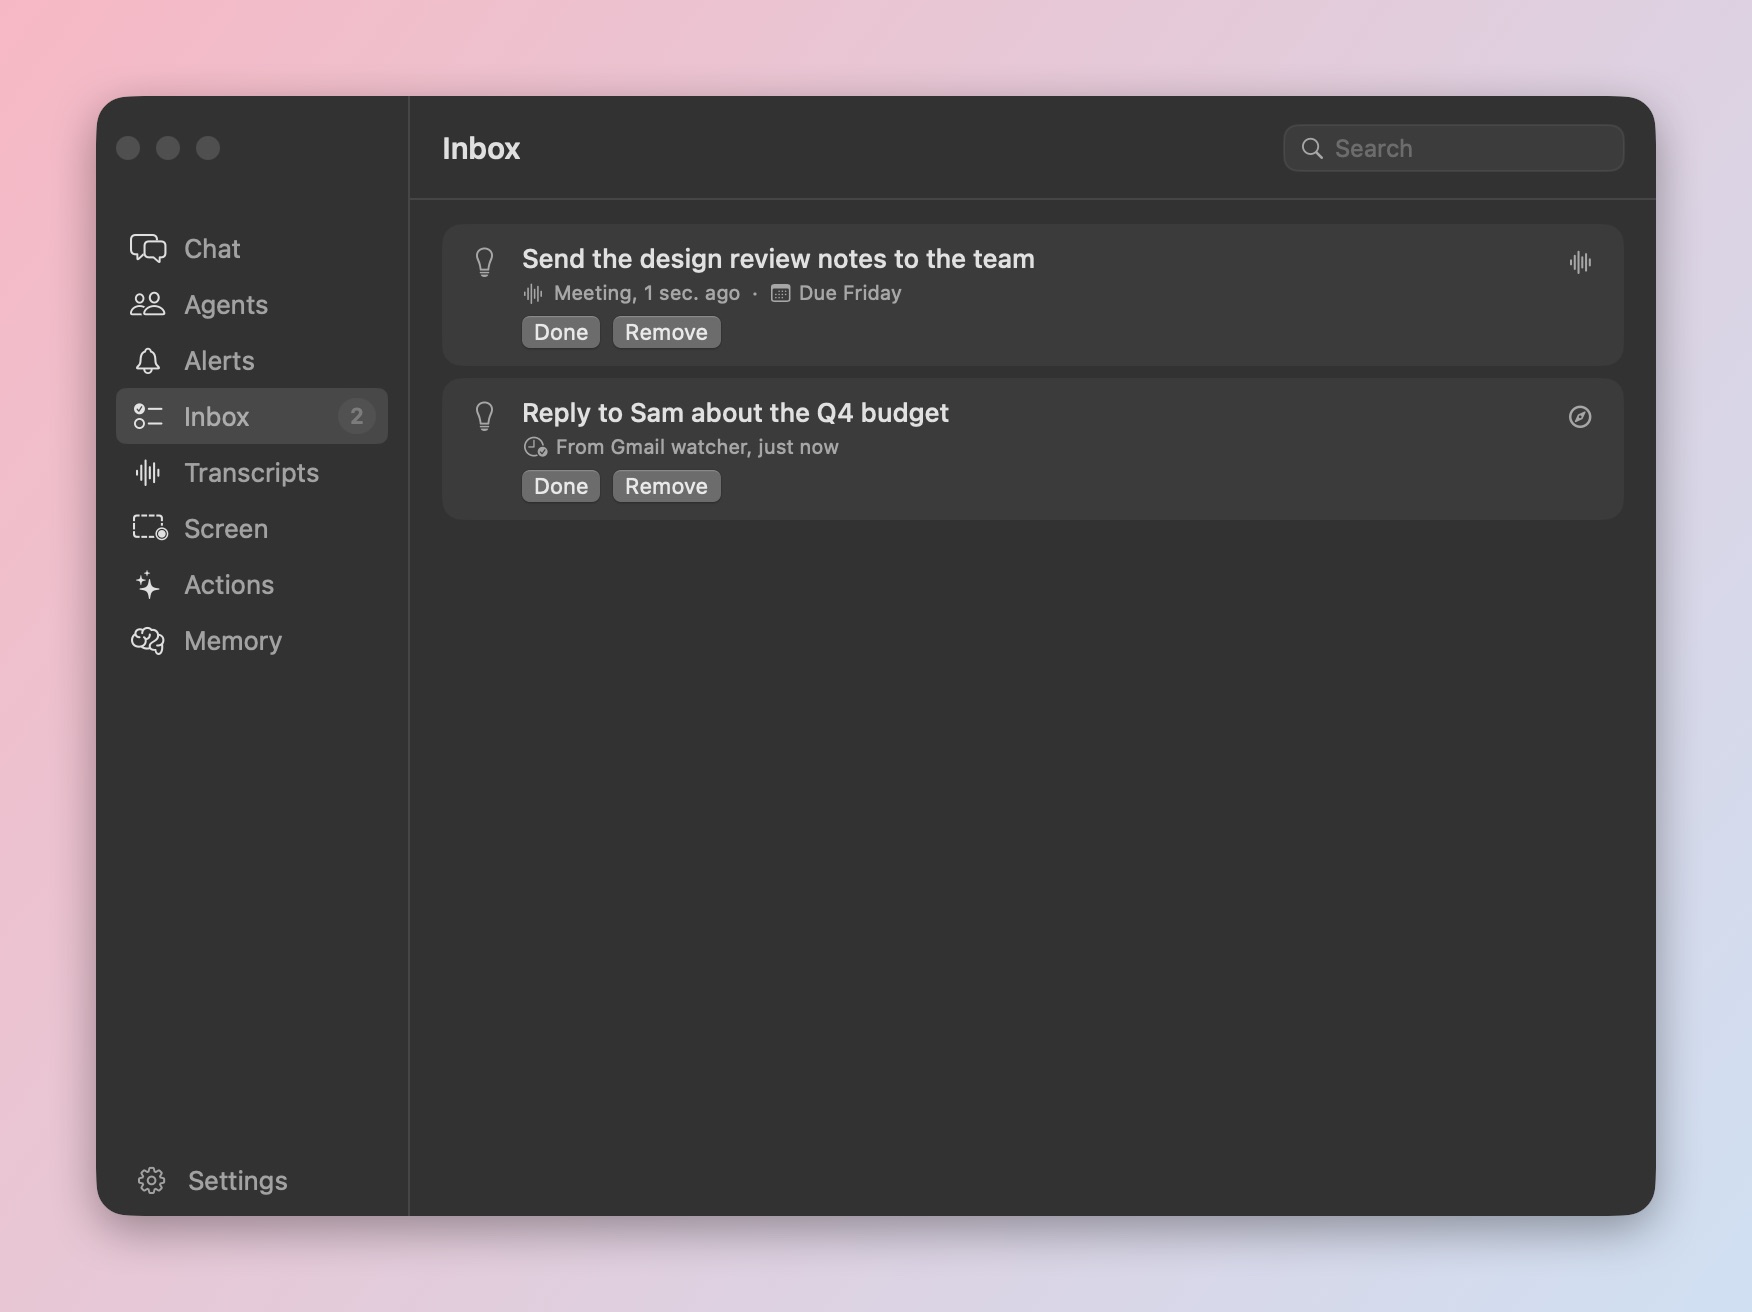 Inbox
Search
Chat
Agents
Alerts
Inbox 2
Transcripts
Screen
Actions
Memory
Settings
Send the design review notes to the team
Meeting, 1 sec. ago · Due Friday
Done Remove
Reply to Sam about the Q4 budget
From Gmail watcher, just now
Done Remove